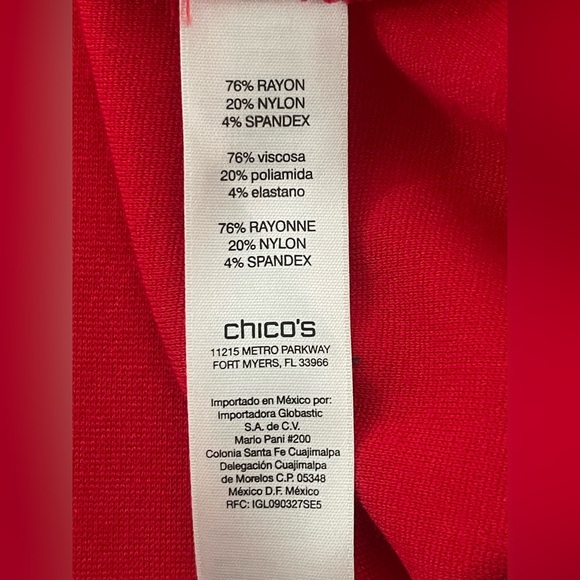 76% RAYON
20% NYLON
4% SPANDEX
76% viscosa
20% poliamida
4% elastano
76% RAYONNE
20% NYLON
4% SPANDEX
chico's
11215 METRO PARKWAY
FORT MYERS, FL 33966
Importado en México por:
Importadora Globastic
S.A. de C.V.
Mario Pani #200
Colonia Santa Fe Cuajimalpa
Delegación Cuajimalpa
de Morelos C.P. 05348
México D.F. México
RFC: IGL090327SE5